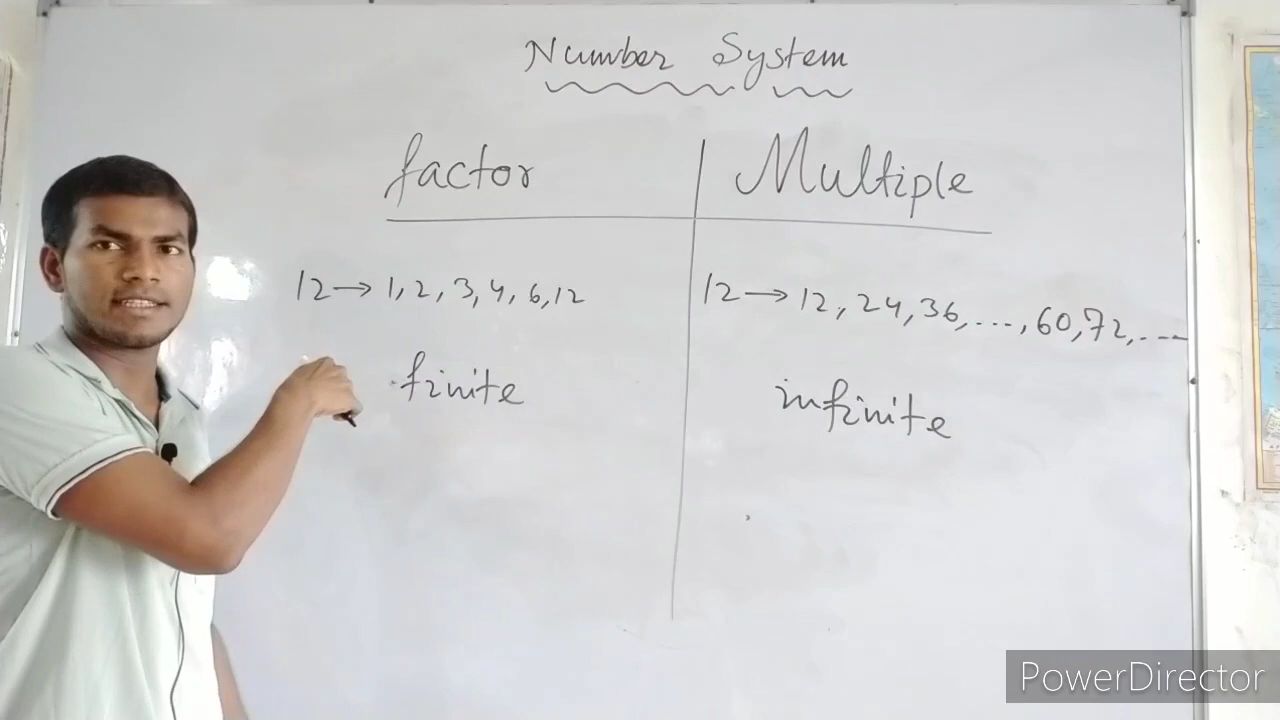 Number System
factor
Multiple
12 → 1, 2, 3, 4, 6, 12
12 → 12, 24, 36, ...., 60, 72, ....
finite
infinite
PowerDirector